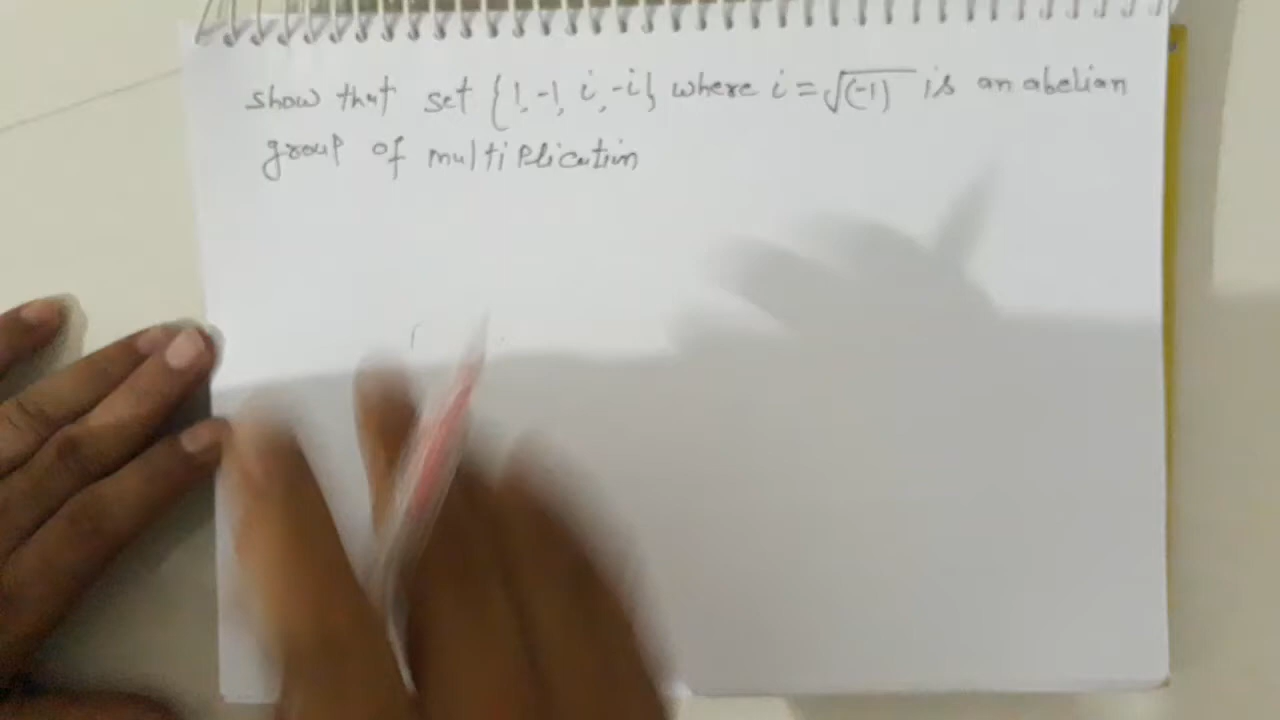 show that set {1,-1, i,-i} where i = √(-1) is an abelian
group of multiplication